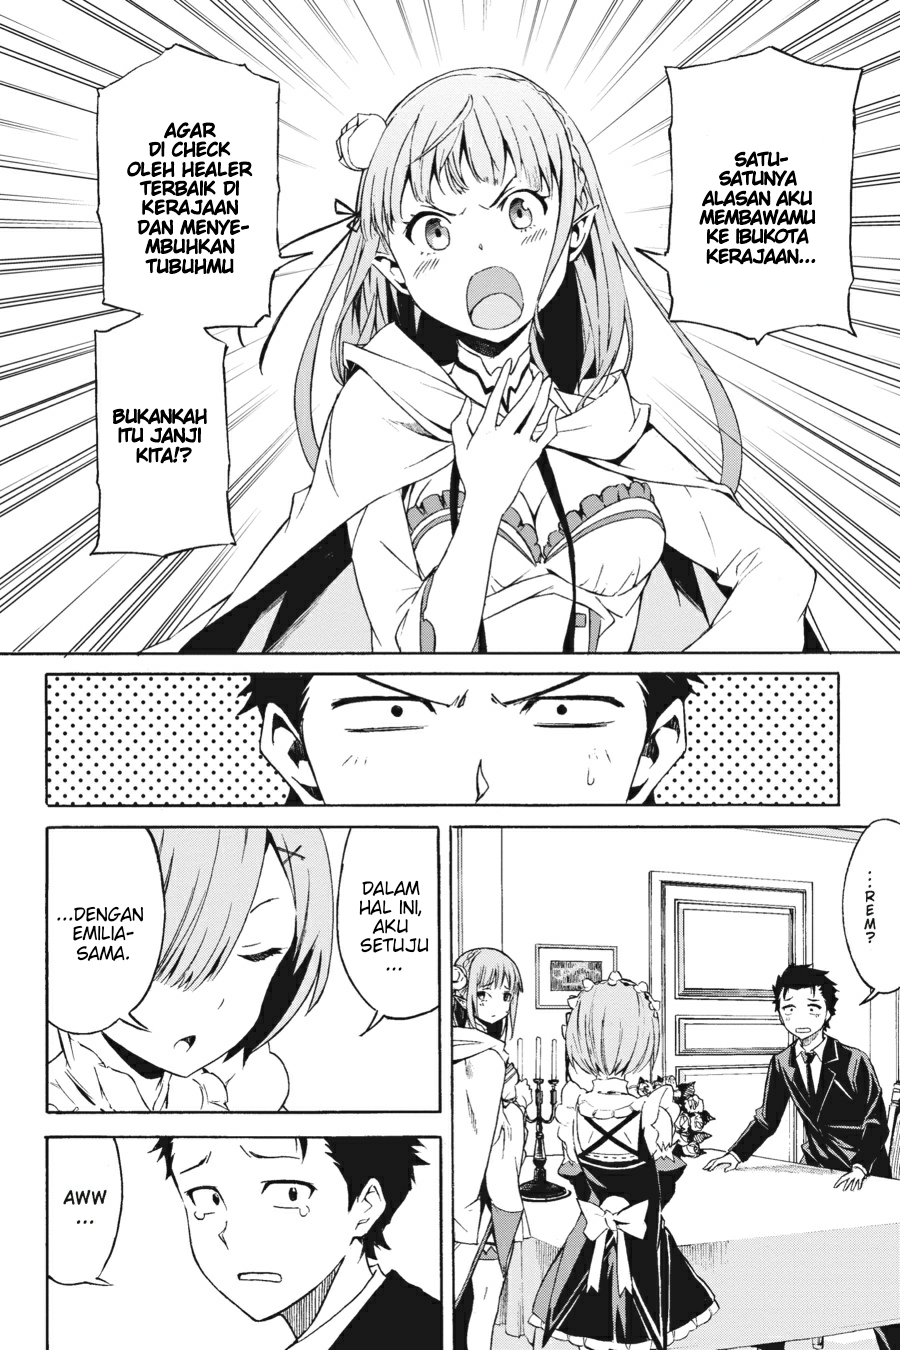 SATU-
SATUNYA
ALASAN AKU
MEMBAWAMU
KE IBUKOTA
KERAJAAN...
AGAR
DI CHECK
OLEH HEALER
TERBAIK DI
KERAJAAN
DAN MENYE-
MBUHKAN
TUBUHMU
BUKANKAH
ITU JANJI
KITA!?
...REM?
DALAM
HAL INI,
AKU
SETUJU
...
...DENGAN
EMILIA-
SAMA.
AWW
...